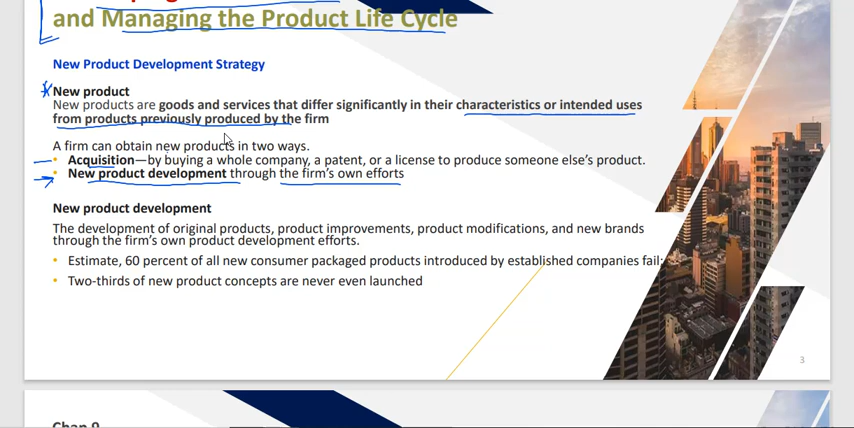 and Managing the Product Life Cycle
New Product Development Strategy
New product
New products are goods and services that differ significantly in their characteristics or intended uses
from products previously produced by the firm
A firm can obtain new products in two ways.
• Acquisition—by buying a whole company, a patent, or a license to produce someone else's product.
• New product development through the firm's own efforts
New product development
The development of original products, product improvements, product modifications, and new brands
through the firm's own product development efforts.
• Estimate, 60 percent of all new consumer packaged products introduced by established companies fail;
• Two-thirds of new product concepts are never even launched
3
Chap 9